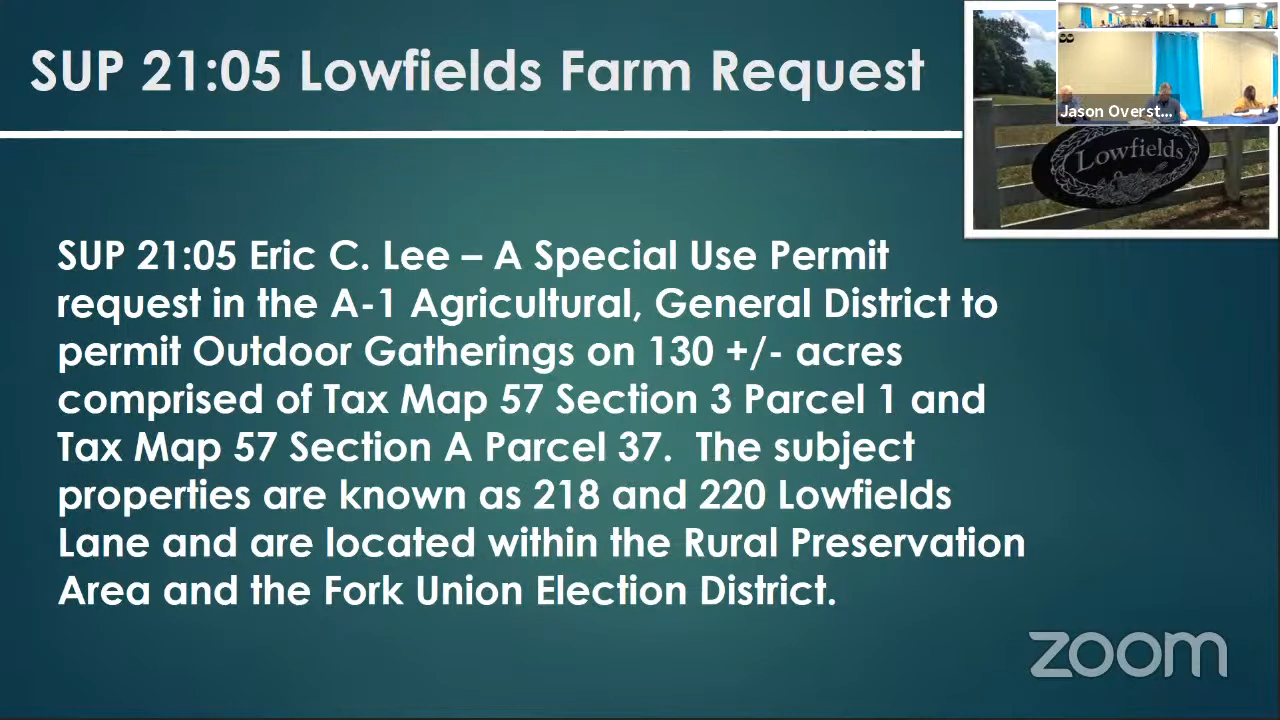 SUP 21:05 Lowfields Farm Request
Jason Overst...
Lowfields
SUP 21:05 Eric C. Lee – A Special Use Permit
request in the A-1 Agricultural, General District to
permit Outdoor Gatherings on 130 +/- acres
comprised of Tax Map 57 Section 3 Parcel 1 and
Tax Map 57 Section A Parcel 37.  The subject
properties are known as 218 and 220 Lowfields
Lane and are located within the Rural Preservation
Area and the Fork Union Election District.
zoom